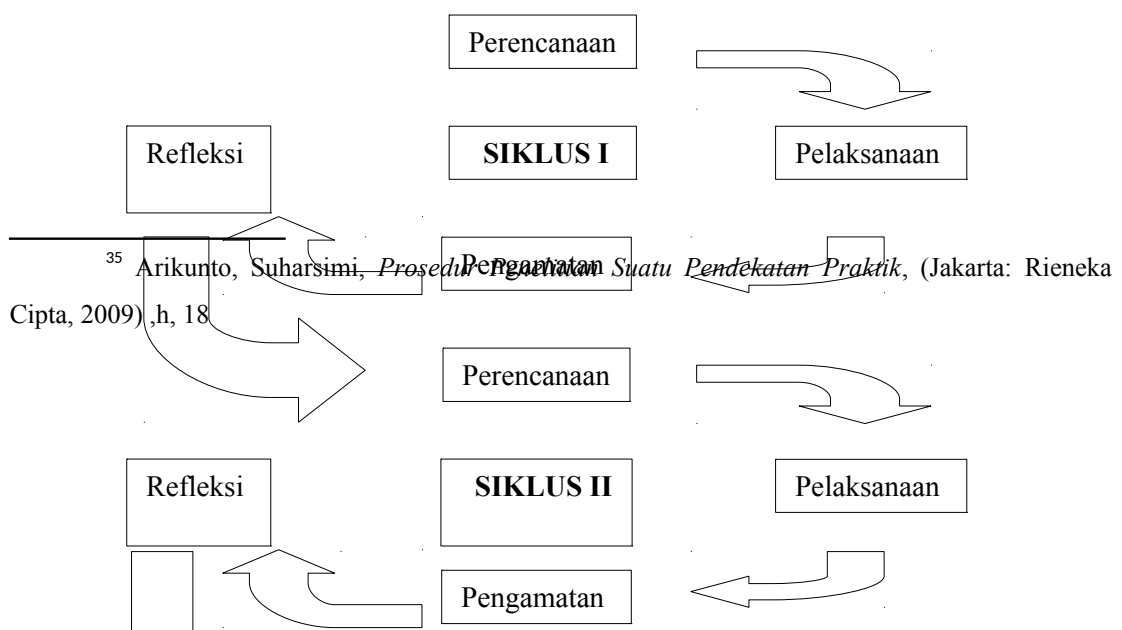 Perencanaan
Refleksi SIKLUS I Pelaksanaan
Pengamatan
35 Arikunto, Suharsimi, Prosedur Penelitian Suatu Pendekatan Praktik, (Jakarta: Rieneka
Cipta, 2009) ,h, 18
Perencanaan
Refleksi SIKLUS II Pelaksanaan
Pengamatan